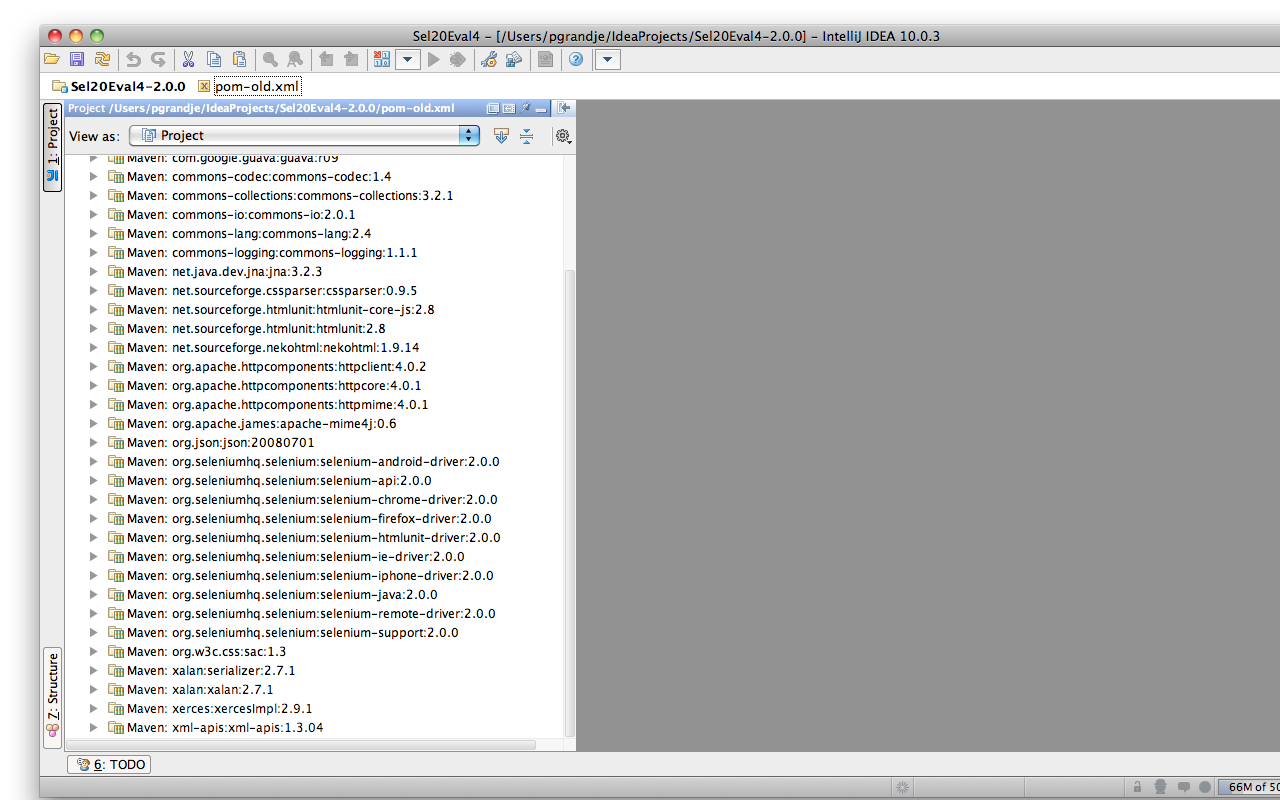 Sel20Eval4 – [/Users/pgrandje/IdeaProjects/Sel20Eval4-2.0.0] – IntelliJ IDEA 10.0.3
Sel20Eval4-2.0.0 pom-old.xml
1: Project
Project /Users/pgrandje/IdeaProjects/Sel20Eval4-2.0.0/pom-old.xml
View as: Project
Maven: com.google.guava:guava:r09
Maven: commons-codec:commons-codec:1.4
Maven: commons-collections:commons-collections:3.2.1
Maven: commons-io:commons-io:2.0.1
Maven: commons-lang:commons-lang:2.4
Maven: commons-logging:commons-logging:1.1.1
Maven: net.java.dev.jna:jna:3.2.3
Maven: net.sourceforge.cssparser:cssparser:0.9.5
Maven: net.sourceforge.htmlunit:htmlunit-core-js:2.8
Maven: net.sourceforge.htmlunit:htmlunit:2.8
Maven: net.sourceforge.nekohtml:nekohtml:1.9.14
Maven: org.apache.httpcomponents:httpclient:4.0.2
Maven: org.apache.httpcomponents:httpcore:4.0.1
Maven: org.apache.httpcomponents:httpmime:4.0.1
Maven: org.apache.james:apache-mime4j:0.6
Maven: org.json:json:20080701
Maven: org.seleniumhq.selenium:selenium-android-driver:2.0.0
Maven: org.seleniumhq.selenium:selenium-api:2.0.0
Maven: org.seleniumhq.selenium:selenium-chrome-driver:2.0.0
Maven: org.seleniumhq.selenium:selenium-firefox-driver:2.0.0
Maven: org.seleniumhq.selenium:selenium-htmlunit-driver:2.0.0
Maven: org.seleniumhq.selenium:selenium-ie-driver:2.0.0
Maven: org.seleniumhq.selenium:selenium-iphone-driver:2.0.0
Maven: org.seleniumhq.selenium:selenium-java:2.0.0
Maven: org.seleniumhq.selenium:selenium-remote-driver:2.0.0
Maven: org.seleniumhq.selenium:selenium-support:2.0.0
Maven: org.w3c.css:sac:1.3
Maven: xalan:serializer:2.7.1
Maven: xalan:xalan:2.7.1
Maven: xerces:xercesImpl:2.9.1
Maven: xml-apis:xml-apis:1.3.04
Z: Structure
6: TODO
66M of 50